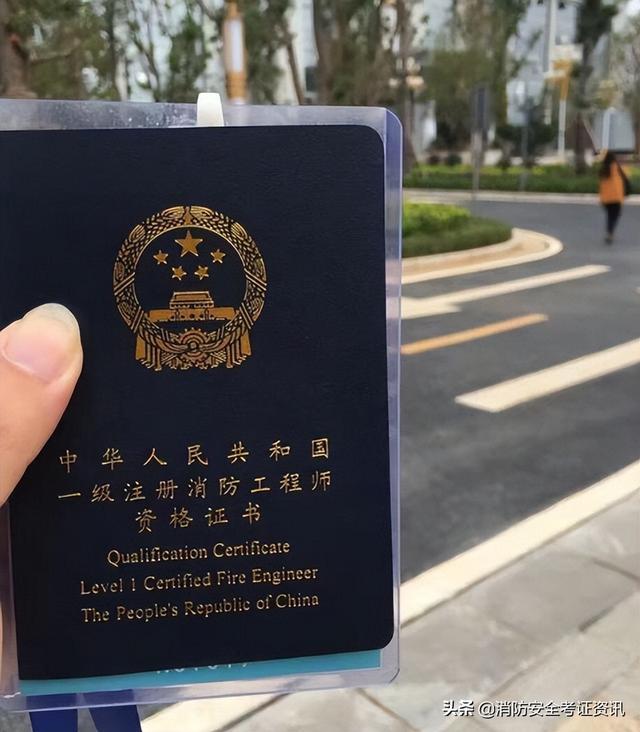 中华人民共和国
一级注册消防工程师
资格证书
Qualification Certificate
Level 1 Certified Fire Engineer
The People's Republic of China
头条 @消防安全考证资讯